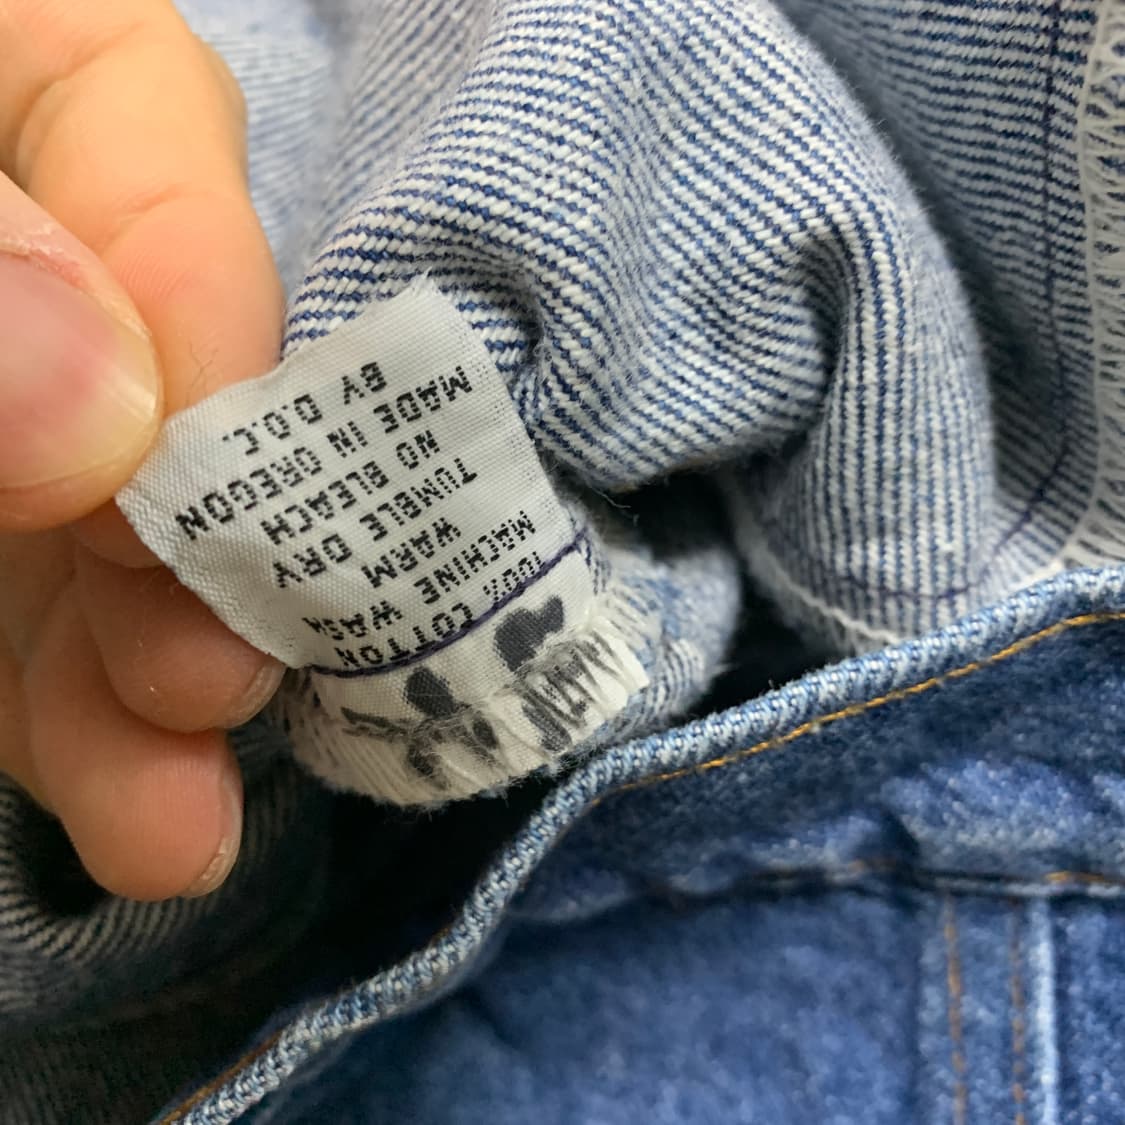 100% COTTON
MACHINE WASH
WARM
TUMBLE DRY
NO BLEACH
MADE IN OREGON
BY D.O.C.